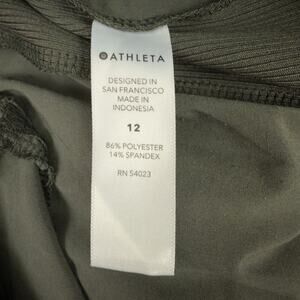 ATHLETA
DESIGNED IN
SAN FRANCISCO
MADE IN
INDONESIA
12
86% POLYESTER
14% SPANDEX
RN 54023